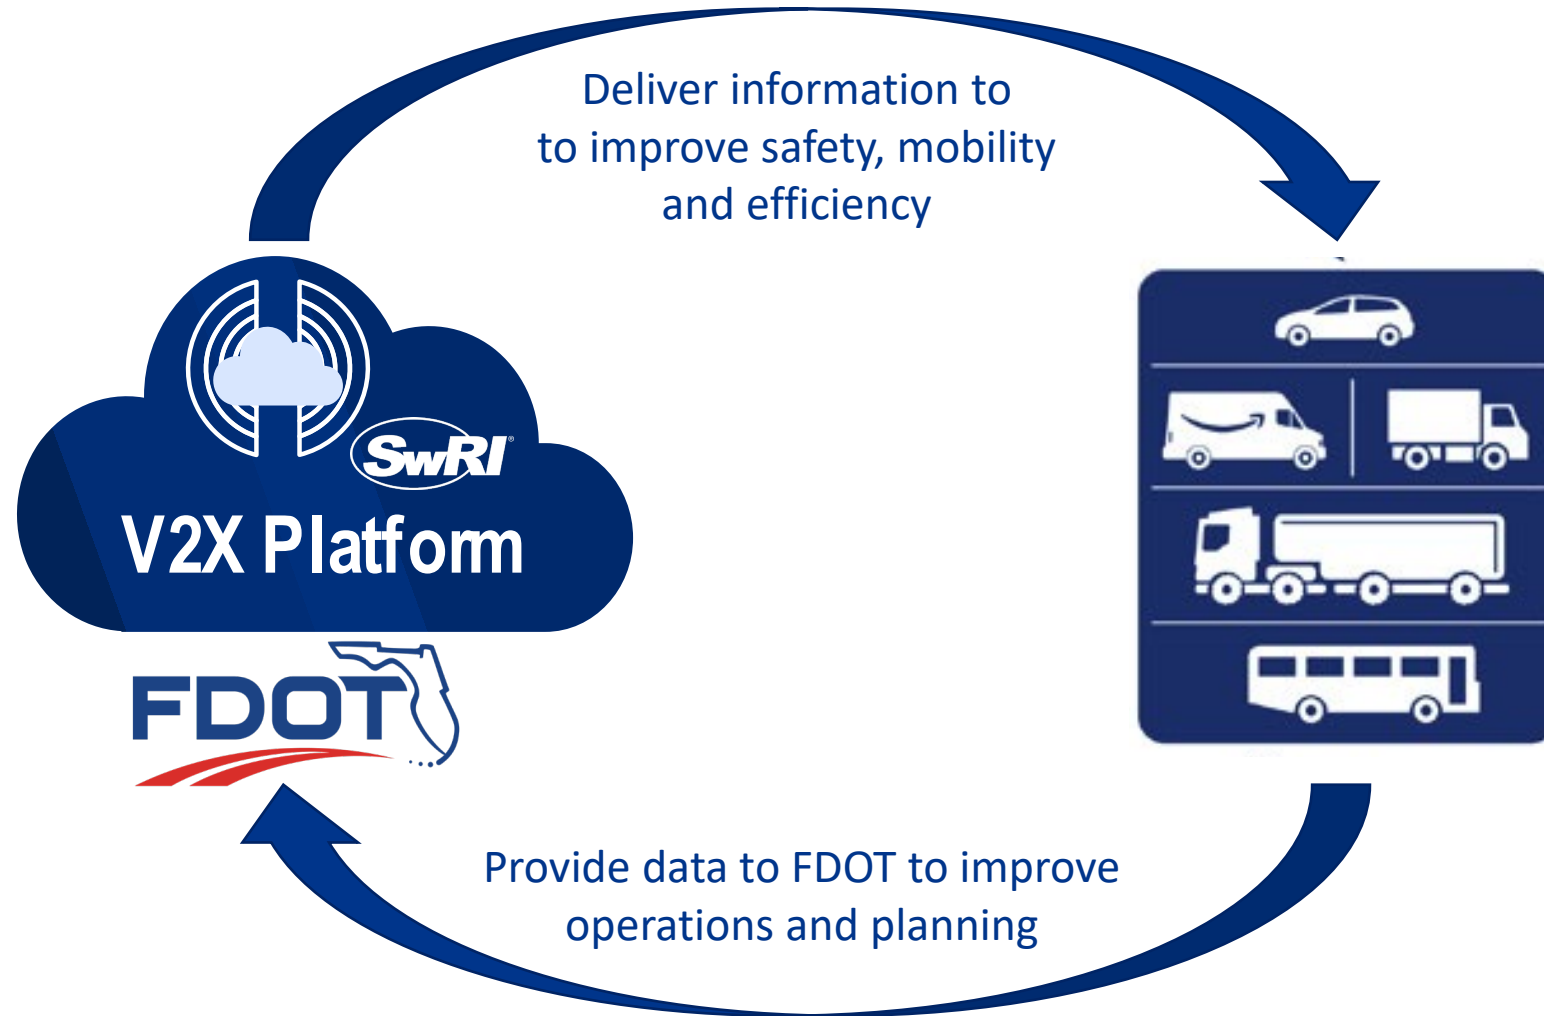 Deliver information to
to improve safety, mobility
and efficiency
SwRI®
V2X Platform
FDOT
Provide data to FDOT to improve
operations and planning